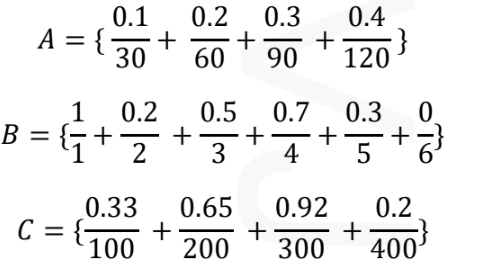 A = { 0.1/30 + 0.2/60 + 0.3/90 + 0.4/120 }
B = { 1/1 + 0.2/2 + 0.5/3 + 0.7/4 + 0.3/5 + 0/6 }
C = { 0.33/100 + 0.65/200 + 0.92/300 + 0.2/400 }